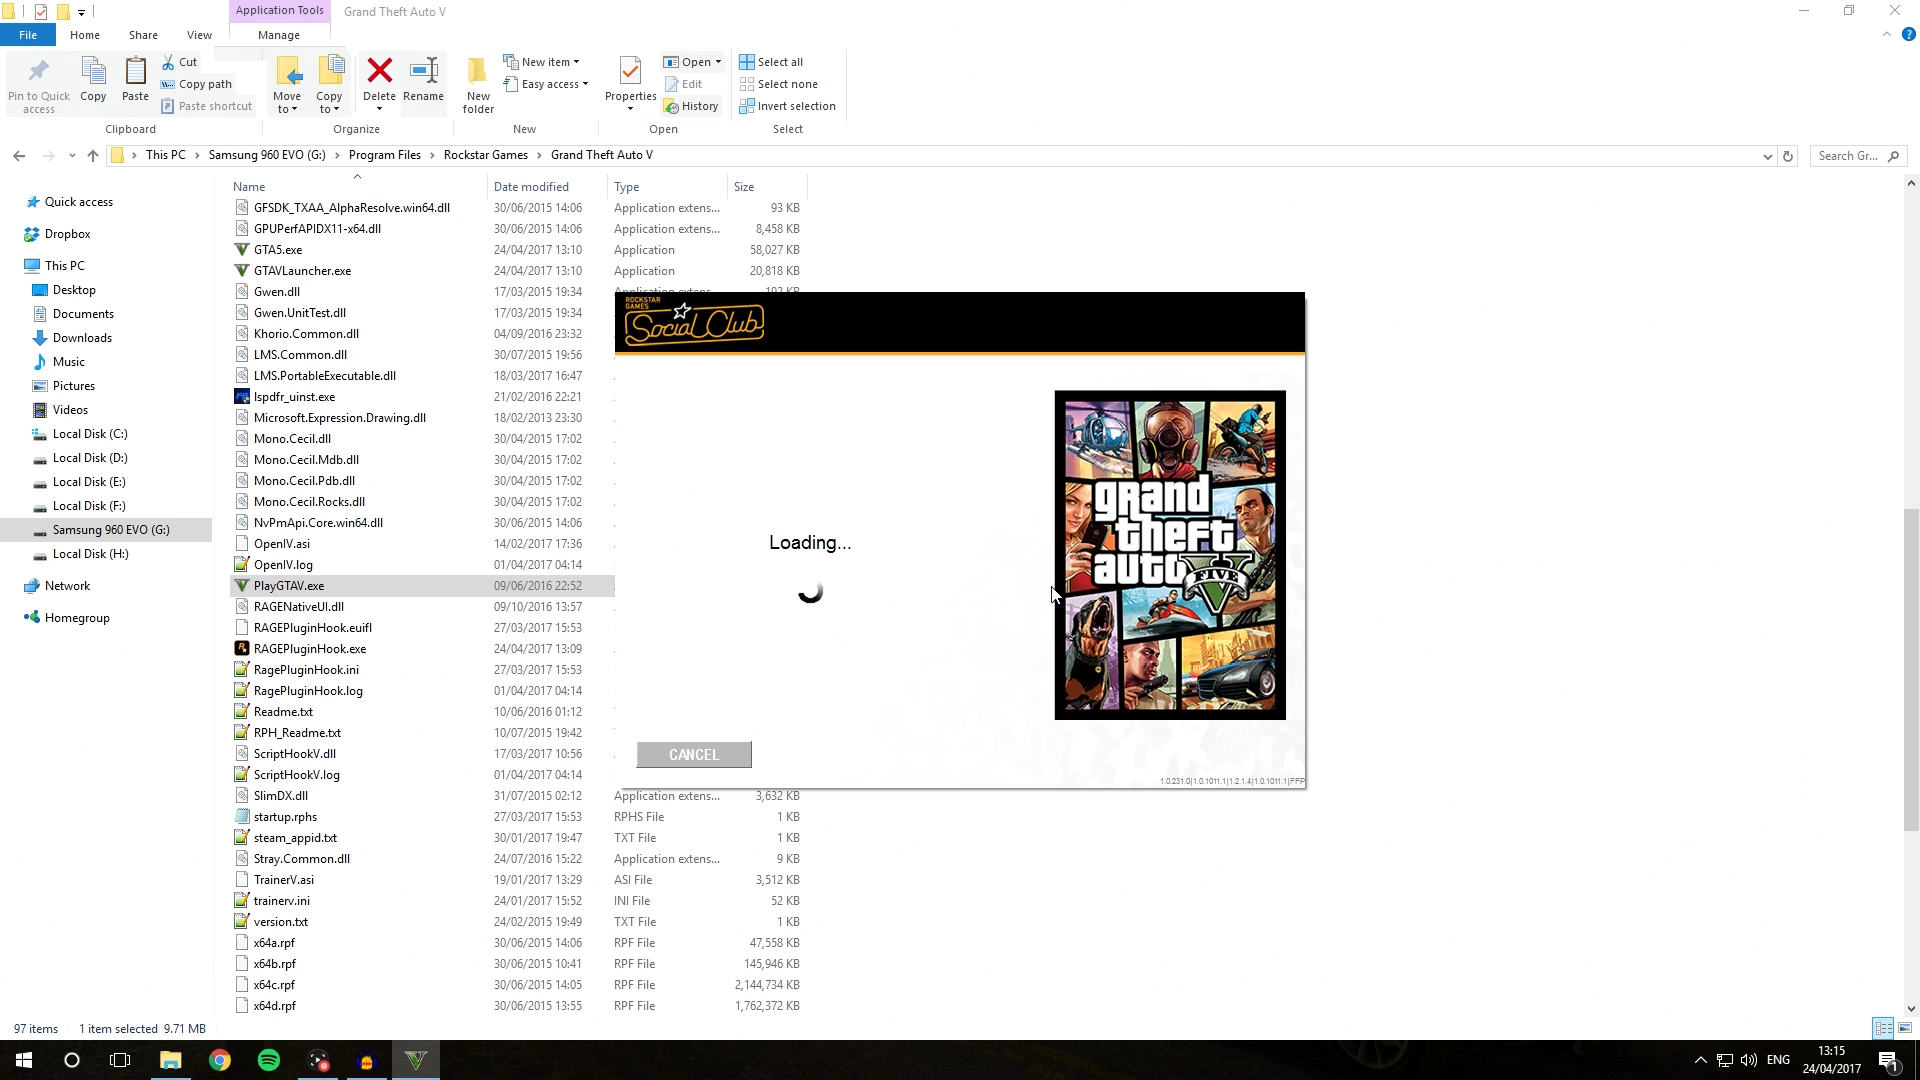 Application Tools
Grand Theft Auto V
File
Home
Share
View
Manage
Pin to Quick access
Copy
Paste
Cut
Copy path
Paste shortcut
Move to
Copy to
Delete
Rename
New folder
New item
Easy access
Properties
Open
Edit
History
Select all
Select none
Invert selection
Clipboard
Organize
New
Open
Select
This PC
Samsung 960 EVO (G:)
Program Files
Rockstar Games
Grand Theft Auto V
Search Gr...
Quick access
Dropbox
This PC
Desktop
Documents
Downloads
Music
Pictures
Videos
Local Disk (C:)
Local Disk (D:)
Local Disk (E:)
Local Disk (F:)
Samsung 960 EVO (G:)
Local Disk (H:)
Network
Homegroup
Name Date modified Type Size
GFSDK_TXAA_AlphaResolve.win64.dll 30/06/2015 14:06 Application extens... 93 KB
GPUPerfAPIDX11-x64.dll 30/06/2015 14:06 Application extens... 8,458 KB
GTA5.exe 24/04/2017 13:10 Application 58,027 KB
GTAVLauncher.exe 24/04/2017 13:10 Application 20,818 KB
Gwen.dll 17/03/2015 19:34 Application extens... 192 KB
Gwen.UnitTest.dll 17/03/2015 19:34
Khorio.Common.dll 04/09/2016 23:32
LMS.Common.dll 30/07/2015 19:56
LMS.PortableExecutable.dll 18/03/2017 16:47
lspdfr_uinst.exe 21/02/2016 22:21
Microsoft.Expression.Drawing.dll 18/02/2013 23:30
Mono.Cecil.dll 30/04/2015 17:02
Mono.Cecil.Mdb.dll 30/04/2015 17:02
Mono.Cecil.Pdb.dll 30/04/2015 17:02
Mono.Cecil.Rocks.dll 30/04/2015 17:02
NvPmApi.Core.win64.dll 30/06/2015 14:06
OpenIV.asi 14/02/2017 17:36
OpenIV.log 01/04/2017 04:14
PlayGTAV.exe 09/06/2016 22:52
RAGENativeUI.dll 09/10/2016 13:57
RAGEPluginHook.euifl 27/03/2017 15:53
RAGEPluginHook.exe 24/04/2017 13:09
RagePluginHook.ini 27/03/2017 15:53
RagePluginHook.log 01/04/2017 04:14
Readme.txt 10/06/2016 01:12
RPH_Readme.txt 10/07/2015 19:42
ScriptHookV.dll 17/03/2017 10:56
ScriptHookV.log 01/04/2017 04:14
SlimDX.dll 31/07/2015 02:12 Application extens... 3,632 KB
startup.rphs 27/03/2017 15:53 RPHS File 1 KB
steam_appid.txt 30/01/2017 19:47 TXT File 1 KB
Stray.Common.dll 24/07/2016 15:22 Application extens... 9 KB
TrainerV.asi 19/01/2017 13:29 ASI File 3,512 KB
trainerv.ini 24/01/2017 15:52 INI File 52 KB
version.txt 24/02/2015 19:49 TXT File 1 KB
x64a.rpf 30/06/2015 14:06 RPF File 47,558 KB
x64b.rpf 30/06/2015 10:41 RPF File 145,946 KB
x64c.rpf 30/06/2015 14:05 RPF File 2,144,734 KB
x64d.rpf 30/06/2015 13:55 RPF File 1,762,372 KB
ROCKSTAR
GAMES
Social Club
Loading...
grand
theft
auto V
FIVE
CANCEL
1.0.231.0|1.0.1011.1|1.2.1.4|1.0.1011.1|FFP
97 items 1 item selected 9.71 MB
ENG
13:15
24/04/2017
1